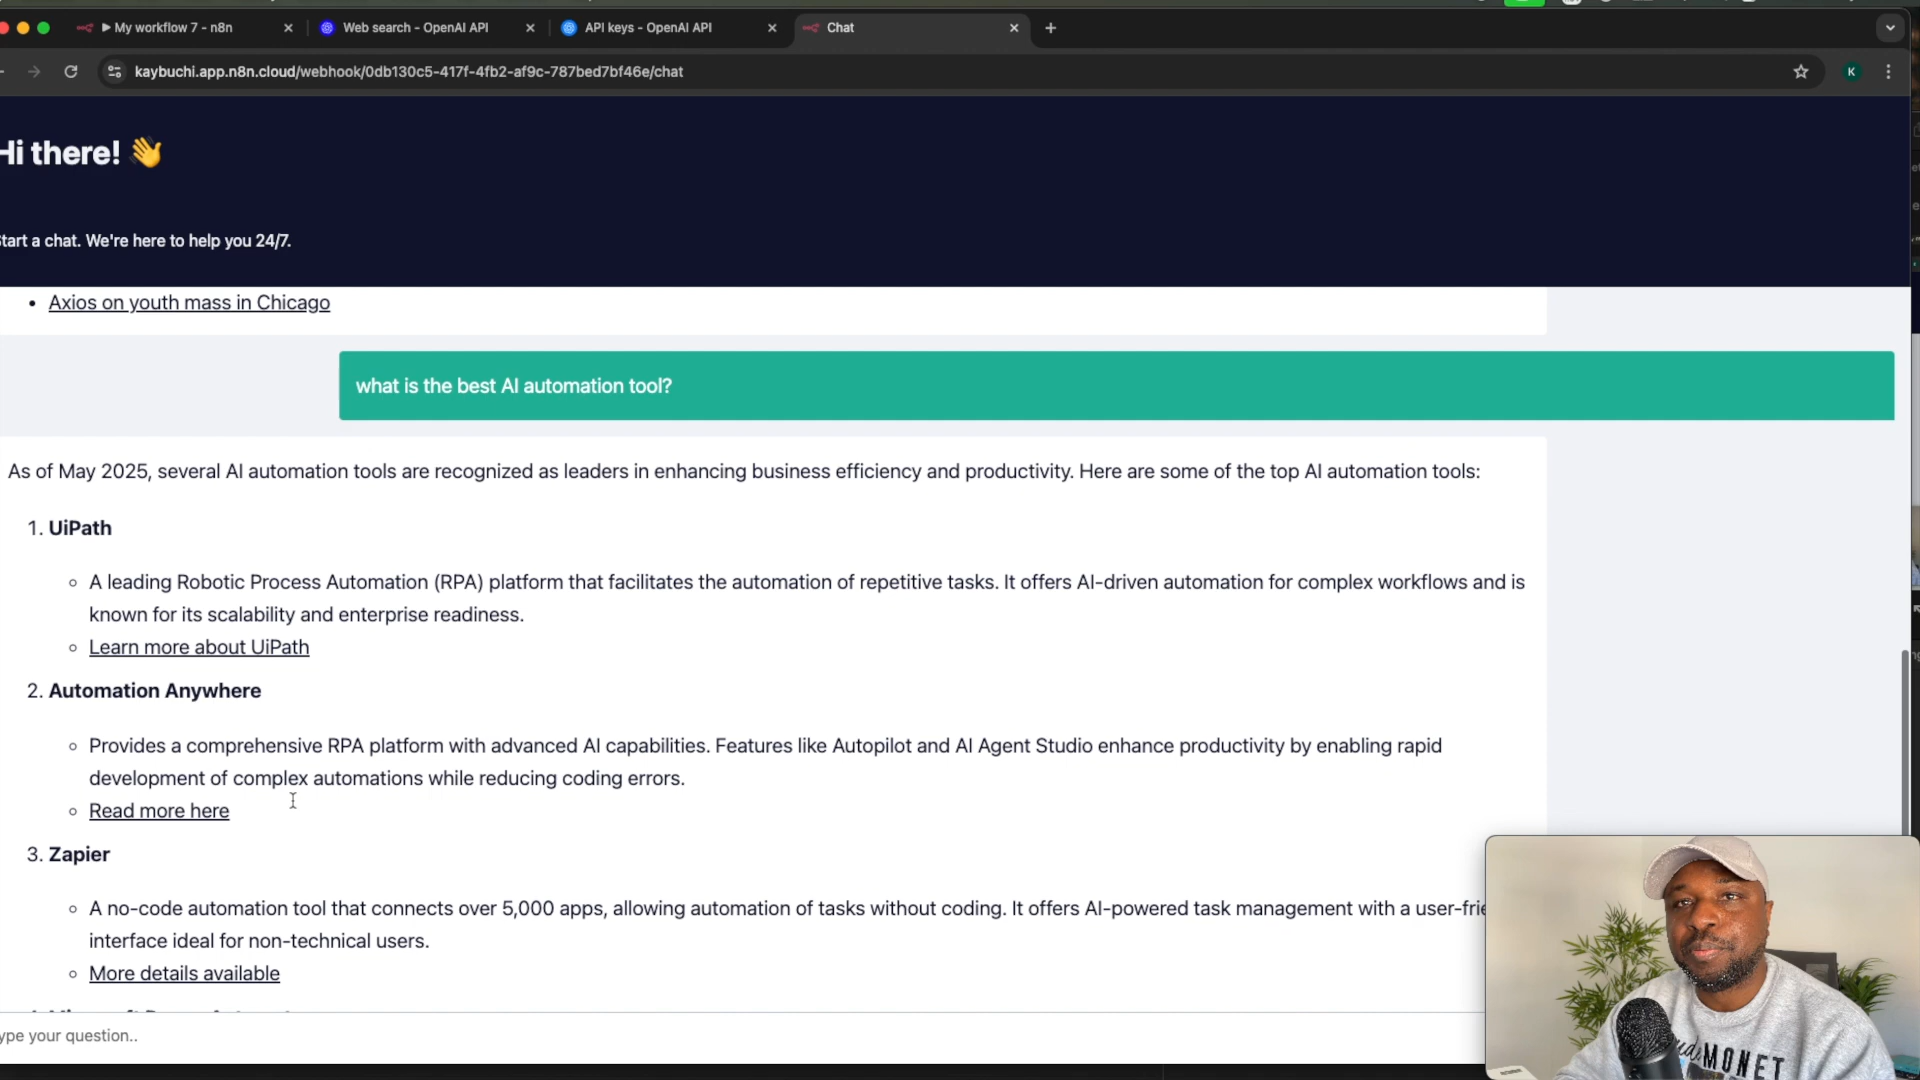 My workflow 7 - n8n
Web search - OpenAI API
API keys - OpenAI API
Chat
kaybuchi.app.n8n.cloud/webhook/0db130c5-417f-4fb2-af9c-787bed7bf46e/chat
K
Hi there! 👋
tart a chat. We're here to help you 24/7.
• Axios on youth mass in Chicago
what is the best AI automation tool?
As of May 2025, several AI automation tools are recognized as leaders in enhancing business efficiency and productivity. Here are some of the top AI automation tools:
1. UiPath
A leading Robotic Process Automation (RPA) platform that facilitates the automation of repetitive tasks. It offers AI-driven automation for complex workflows and is
known for its scalability and enterprise readiness.
Learn more about UiPath
2. Automation Anywhere
Provides a comprehensive RPA platform with advanced AI capabilities. Features like Autopilot and AI Agent Studio enhance productivity by enabling rapid
development of complex automations while reducing coding errors.
Read more here
3. Zapier
A no-code automation tool that connects over 5,000 apps, allowing automation of tasks without coding. It offers AI-powered task management with a user-frie
interface ideal for non-technical users.
More details available
ype your question..
MONET